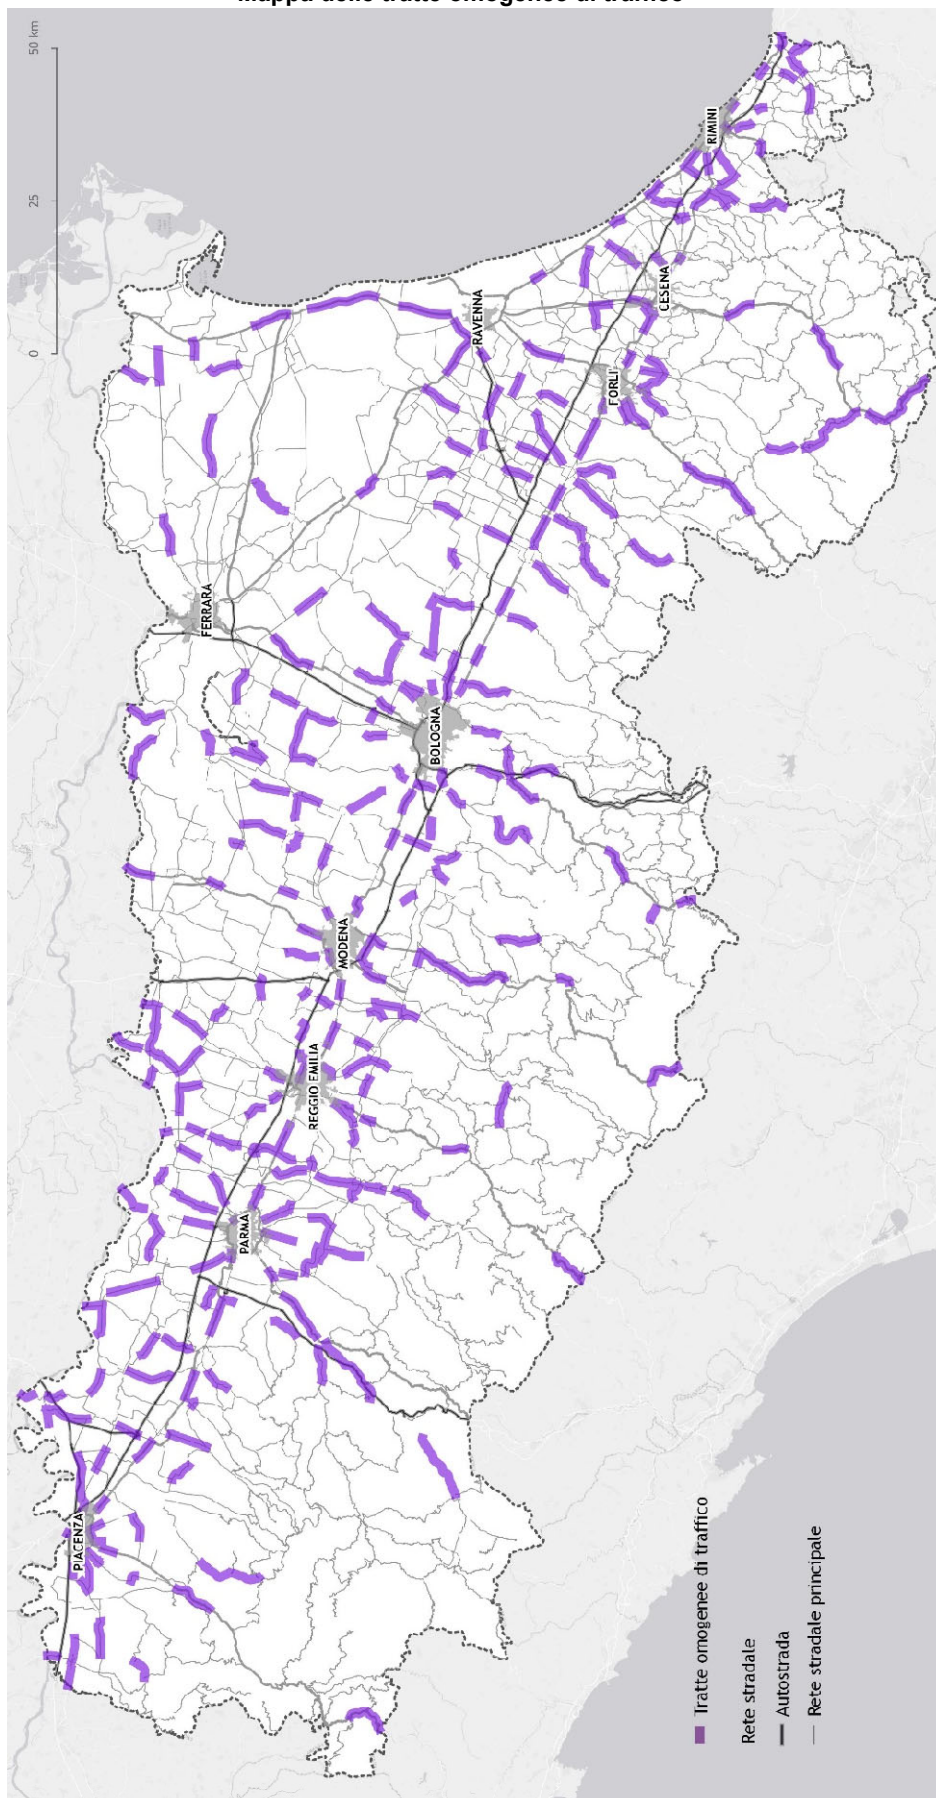 Mappa delle tratte omogenee di traffico
0
25
50 km
PIACENZA
PARMA
REGGIO EMILIA
MODENA
BOLOGNA
FERRARA
RAVENNA
FORLI
CESENA
RIMINI
Tratte omogenee di traffico
Rete stradale
Autostrada
Rete stradale principale